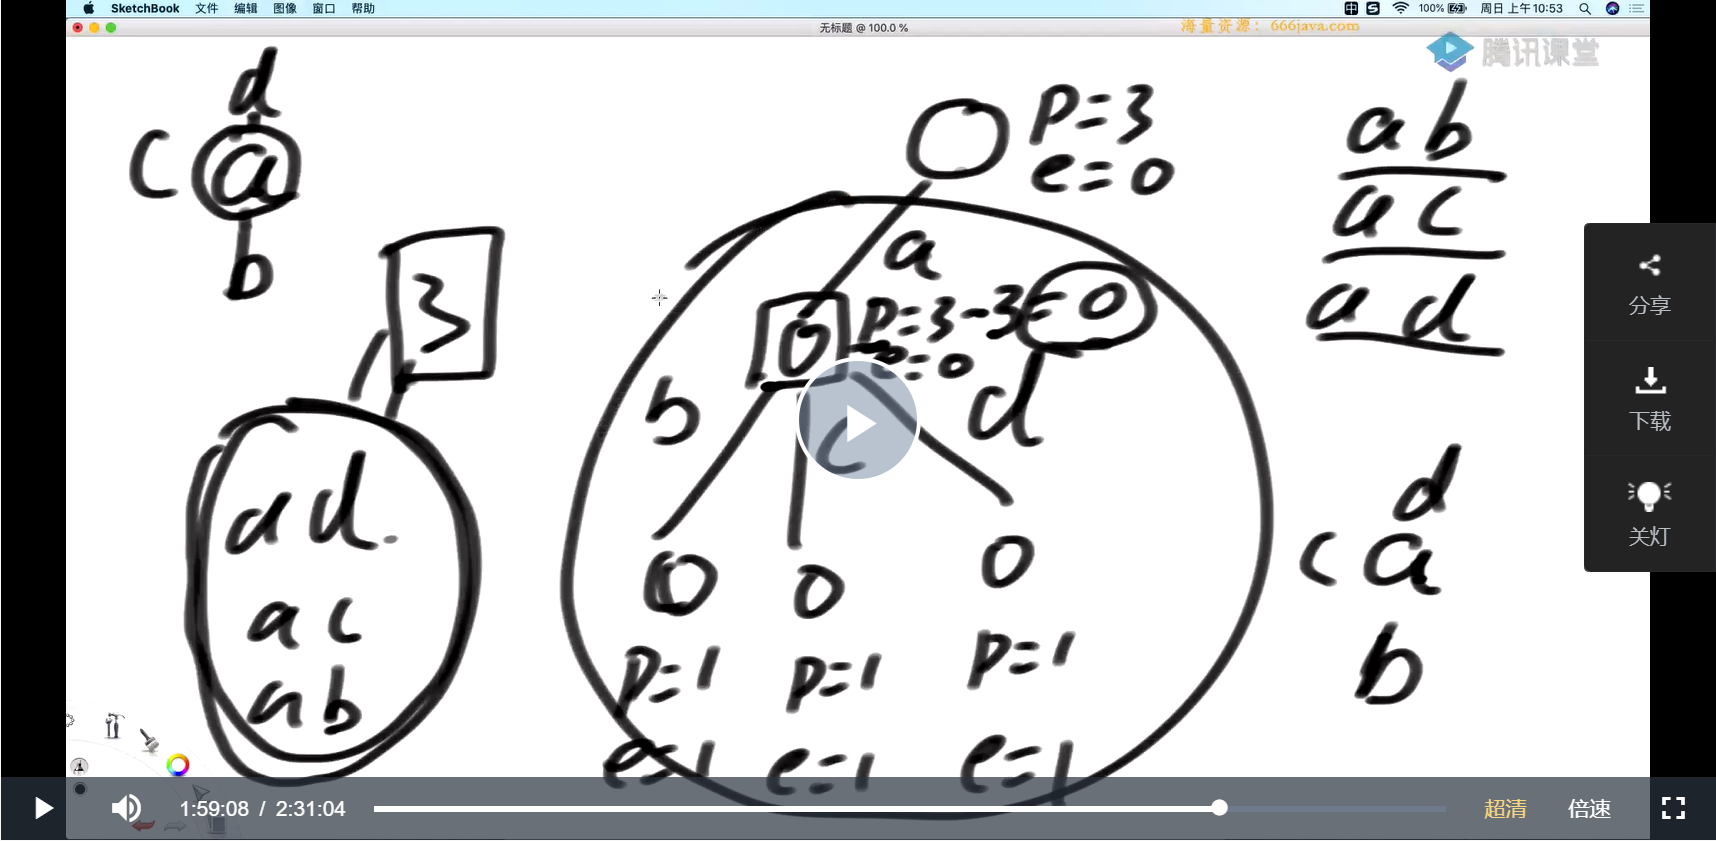 SketchBook 文件 编辑 图像 窗口 帮助
100% 周日 上午10:53
无标题 @ 100.0 %
海量资源：666java.com
腾讯课堂
d
c a
b
3
ad.
ac
ab
P=3
e=0
a
0 P=3-3=0
e=0
b c d
0 0 0
P=1 P=1 P=1
e=1 e=1 e=1
ab
ac
ad
d
c a
b
分享
下载
关灯
1:59:08 / 2:31:04
超清 倍速